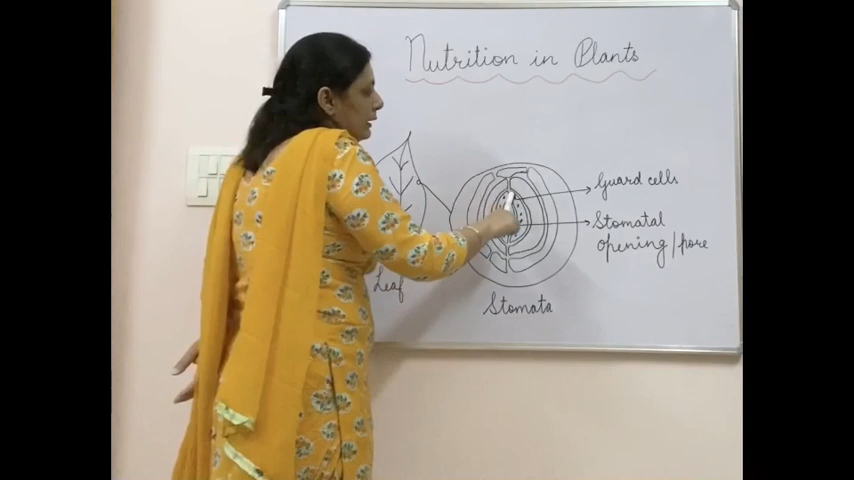 Nutrition in Plants
Guard cells
Stomatal
opening/pore
Leaf
Stomata